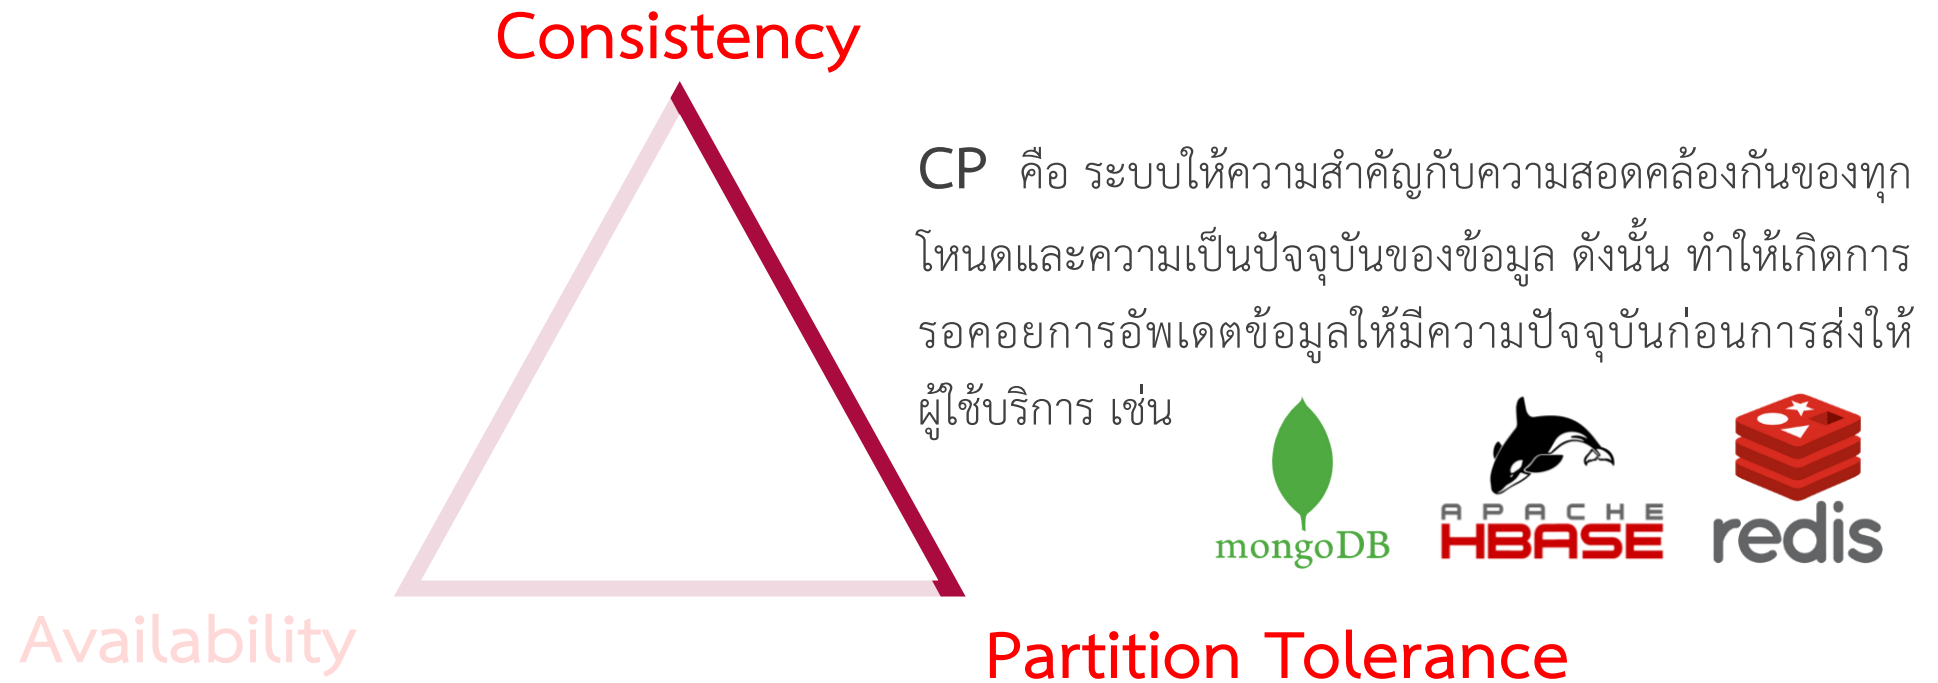 Consistency
CP คือ ระบบให้ความสำคัญกับความสอดคล้องกันของทุก
โหนดและความเป็นปัจจุบันของข้อมูล ดังนั้น ทำให้เกิดการ
รอคอยการอัพเดตข้อมูลให้มีความปัจจุบันก่อนการส่งให้
ผู้ใช้บริการ เช่น
mongoDB
APACHE
HBASE
redis
Availability
Partition Tolerance